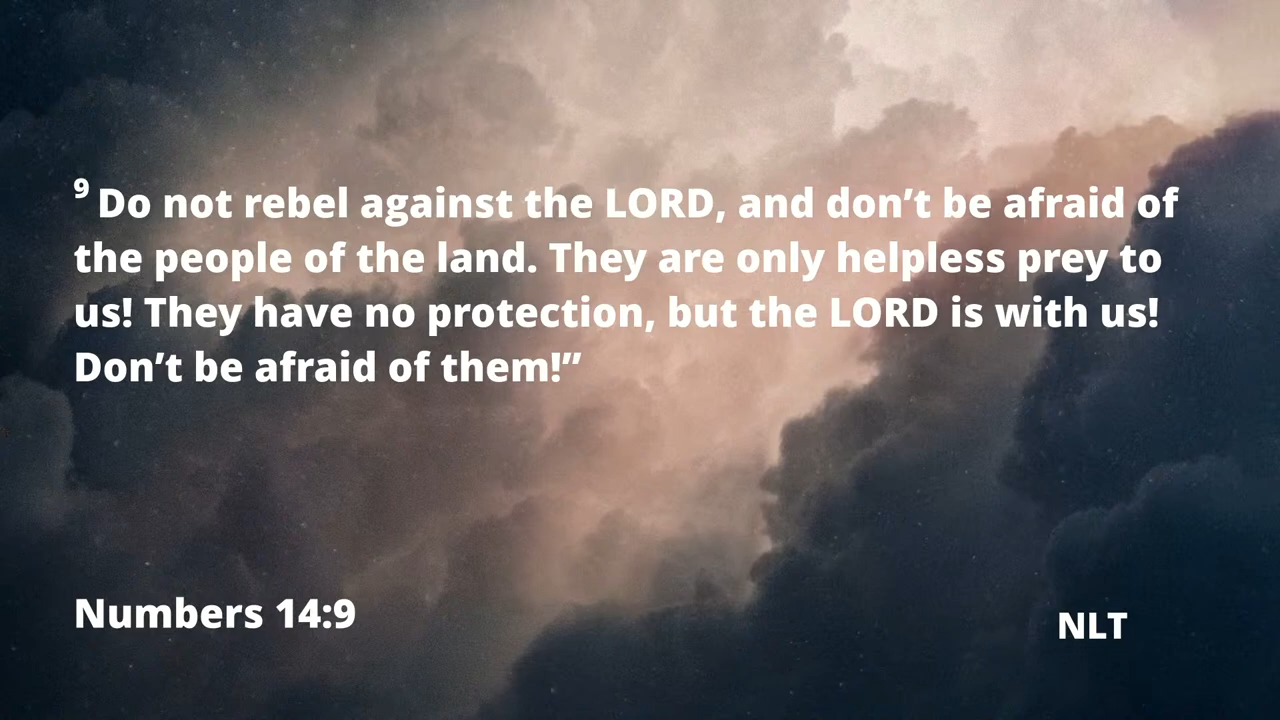 9 Do not rebel against the LORD, and don’t be afraid of
the people of the land. They are only helpless prey to
us! They have no protection, but the LORD is with us!
Don’t be afraid of them!”
Numbers 14:9
NLT